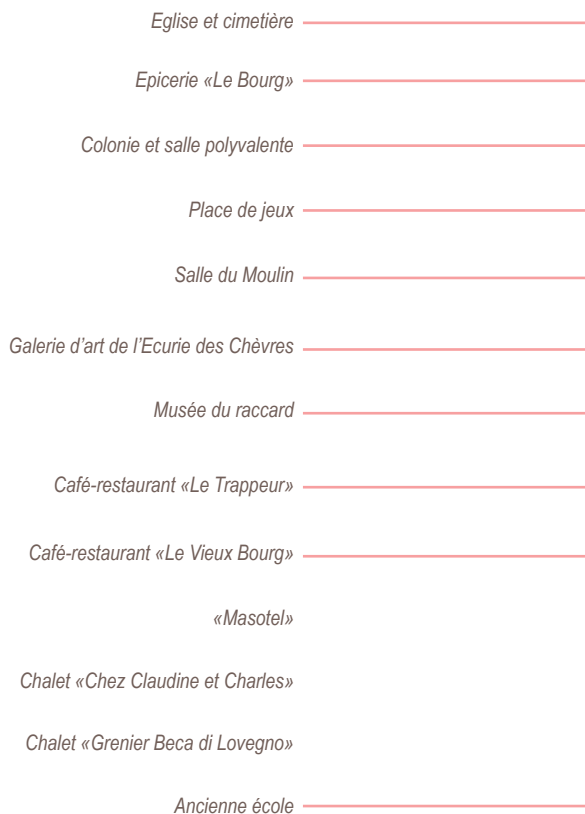 Eglise et cimetière
Epicerie «Le Bourg»
Colonie et salle polyvalente
Place de jeux
Salle du Moulin
Galerie d’art de l’Ecurie des Chèvres
Musée du raccard
Café-restaurant «Le Trappeur»
Café-restaurant «Le Vieux Bourg»
«Masotel»
Chalet «Chez Claudine et Charles»
Chalet «Grenier Beca di Lovegno»
Ancienne école